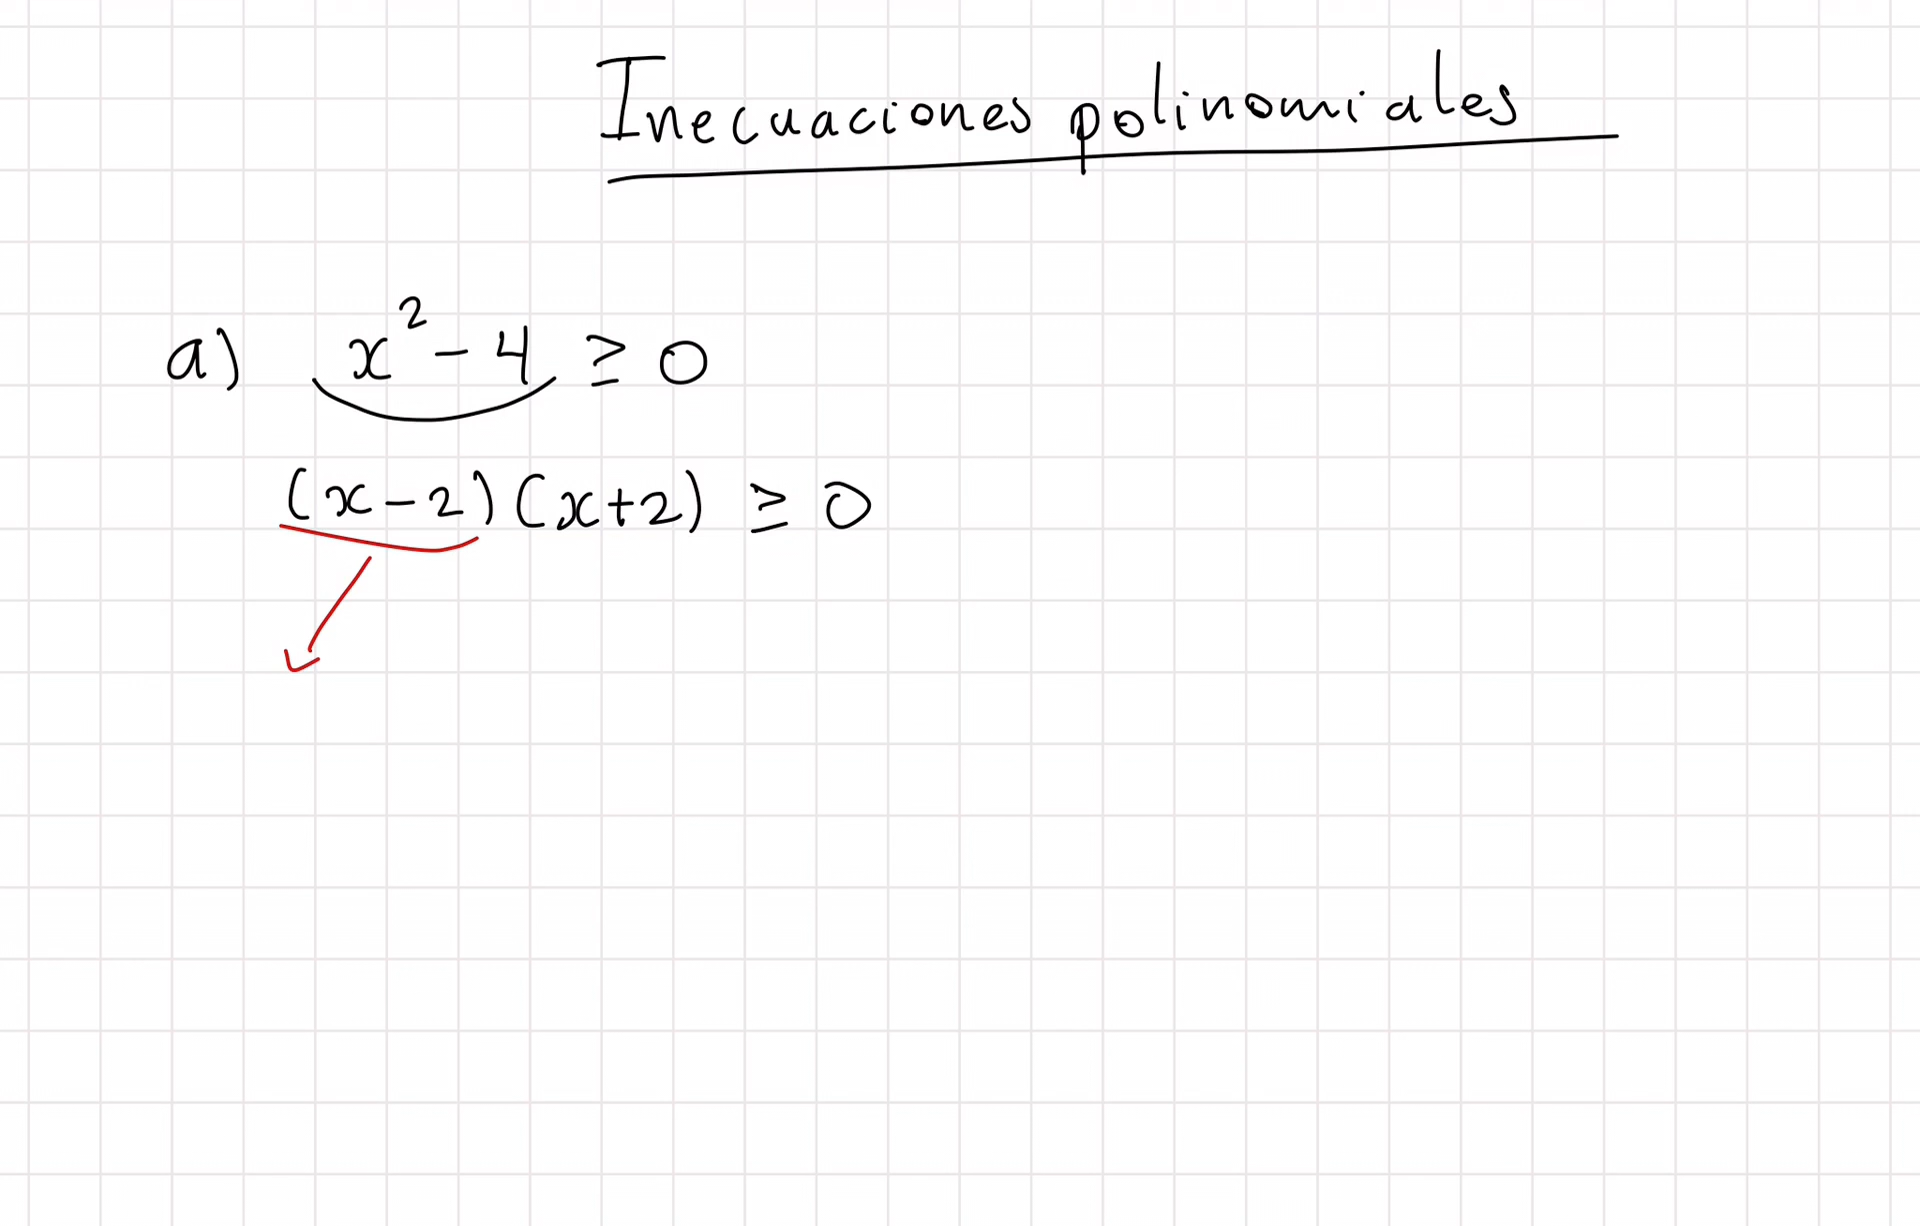 Inecuaciones polinomiales
a) x² - 4 ≥ 0
(x-2)(x+2) ≥ 0